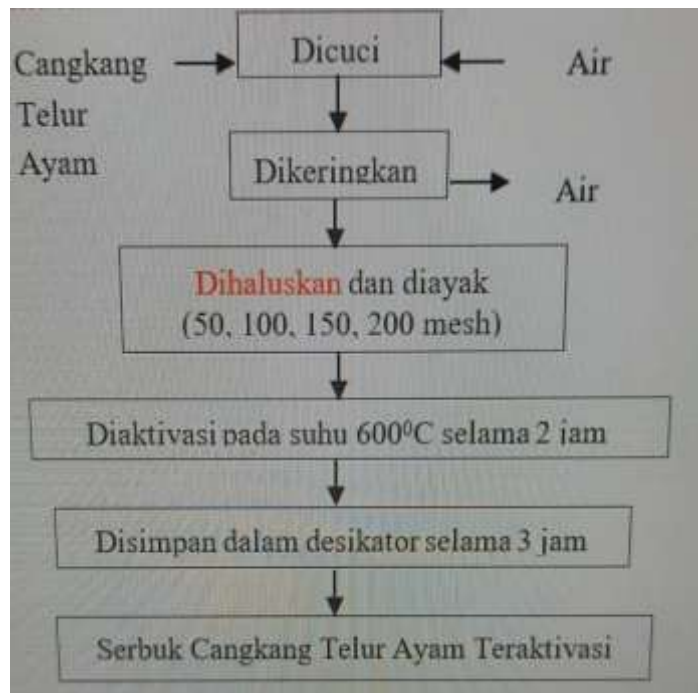 Cangkang
Telur
Ayam
Dicuci
Air
Dikeringkan
Air
Dihaluskan dan diayak
(50, 100, 150, 200 mesh)
Diaktivasi pada suhu 600⁰C selama 2 jam
Disimpan dalam desikator selama 3 jam
Serbuk Cangkang Telur Ayam Teraktivasi